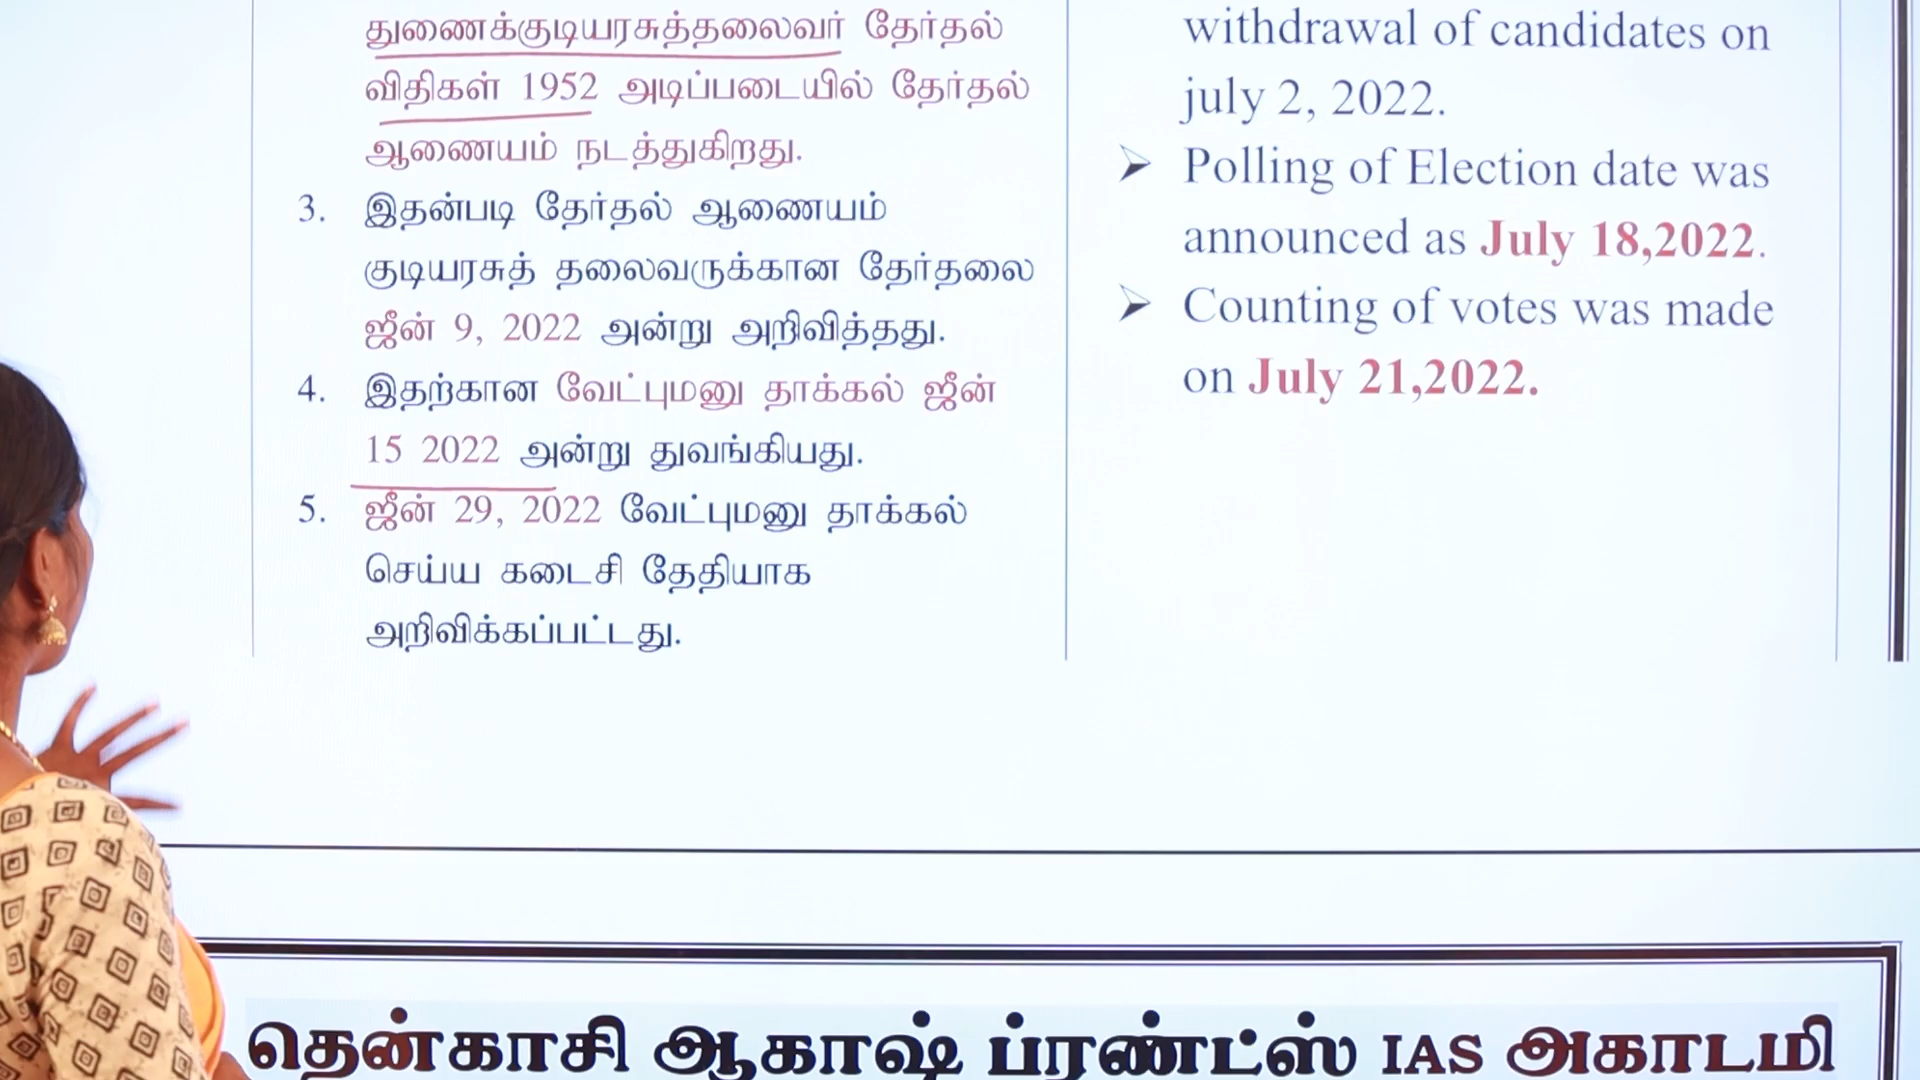 துணைக்குடியரசுத்தலைவர் தேர்தல்
விதிகள் 1952 அடிப்படையில் தேர்தல்
ஆணையம் நடத்துகிறது.
3. இதன்படி தேர்தல் ஆணையம்
குடியரசுத் தலைவருக்கான தேர்தலை
ஜீன் 9, 2022 அன்று அறிவித்தது.
4. இதற்கான வேட்புமனு தாக்கல் ஜீன்
15 2022 அன்று துவங்கியது.
5. ஜீன் 29, 2022 வேட்புமனு தாக்கல்
செய்ய கடைசி தேதியாக
அறிவிக்கப்பட்டது.
withdrawal of candidates on
july 2, 2022.
➢ Polling of Election date was
announced as July 18,2022.
➢ Counting of votes was made
on July 21,2022.
தென்காசி ஆகாஷ் ப்ரண்ட்ஸ் IAS அகாடமி